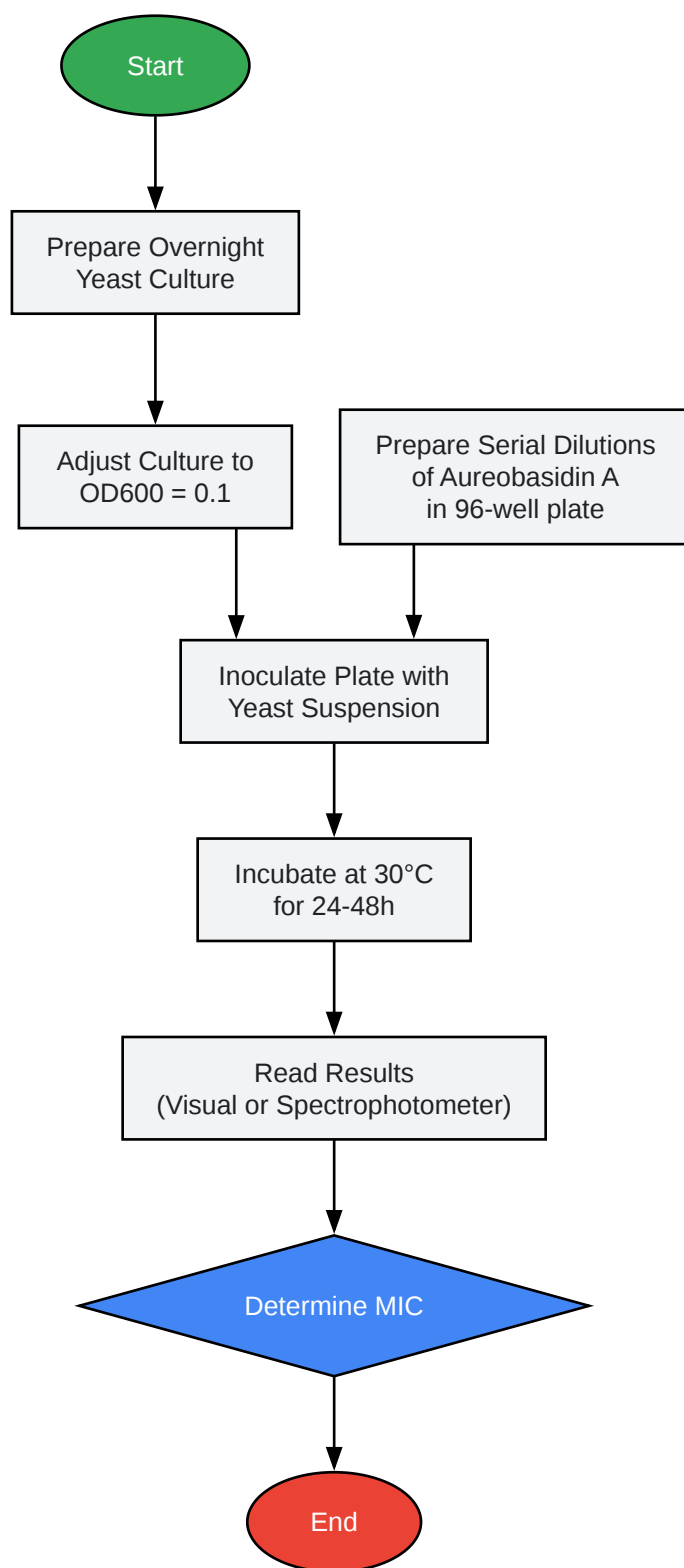 Start
Prepare Overnight
Yeast Culture
Adjust Culture to
OD600 = 0.1
Prepare Serial Dilutions
of Aureobasidin A
in 96-well plate
Inoculate Plate with
Yeast Suspension
Incubate at 30°C
for 24-48h
Read Results
(Visual or Spectrophotometer)
Determine MIC
End